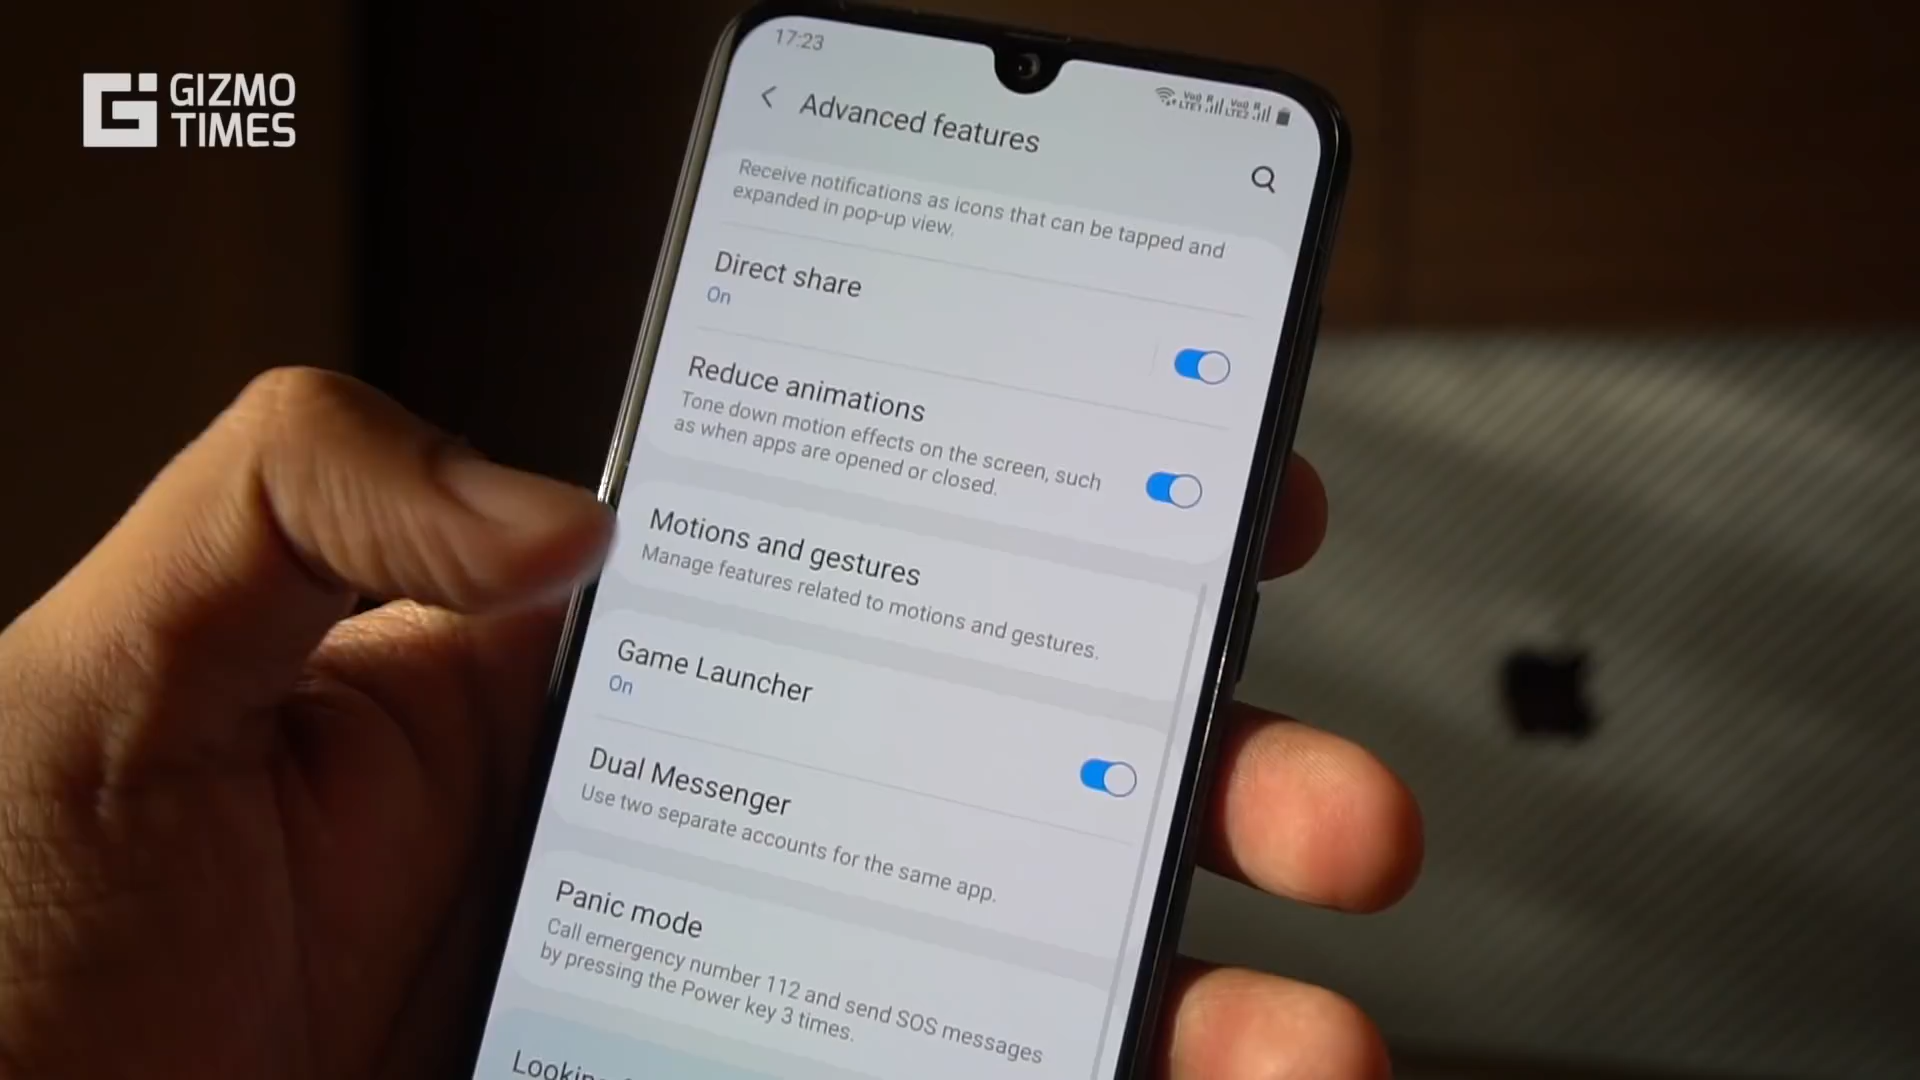 GIZMO
TIMES
17:23
Advanced features
Receive notifications as icons that can be tapped and
expanded in pop-up view.
Direct share
On
Reduce animations
Tone down motion effects on the screen, such
as when apps are opened or closed.
Motions and gestures
Manage features related to motions and gestures.
Game Launcher
On
Dual Messenger
Use two separate accounts for the same app.
Panic mode
Call emergency number 112 and send SOS messages
by pressing the Power key 3 times.